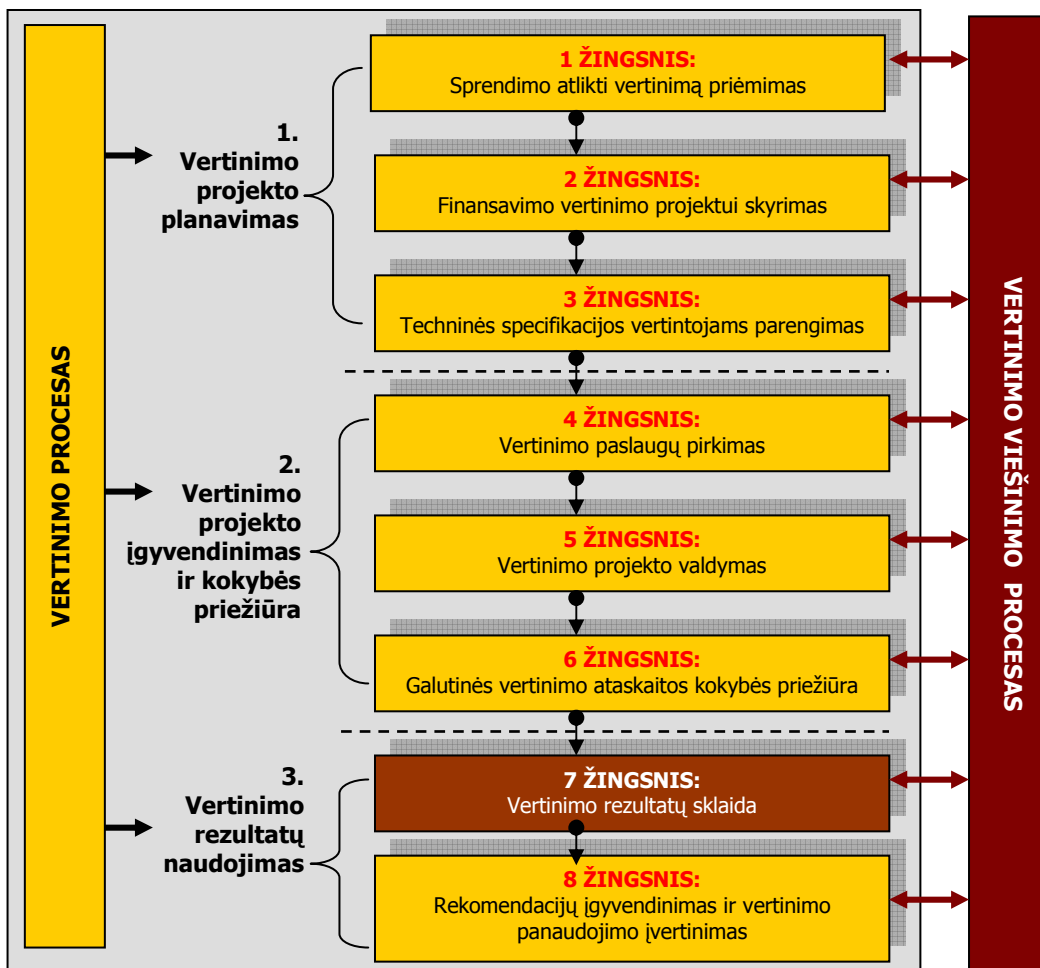 VERTINIMO PROCESAS
1.
Vertinimo
projekto
planavimas
1 ŽINGSNIS:
Sprendimo atlikti vertinimą priėmimas
2 ŽINGSNIS:
Finansavimo vertinimo projektui skyrimas
3 ŽINGSNIS:
Techninės specifikacijos vertintojams parengimas
2.
Vertinimo
projekto
įgyvendinimas
ir kokybės
priežiūra
4 ŽINGSNIS:
Vertinimo paslaugų pirkimas
5 ŽINGSNIS:
Vertinimo projekto valdymas
6 ŽINGSNIS:
Galutinės vertinimo ataskaitos kokybės priežiūra
3.
Vertinimo
rezultatų
naudojimas
7 ŽINGSNIS:
Vertinimo rezultatų sklaida
8 ŽINGSNIS:
Rekomendacijų įgyvendinimas ir vertinimo
panaudojimo įvertinimas
VERTINIMO VIEŠINIMO PROCESAS